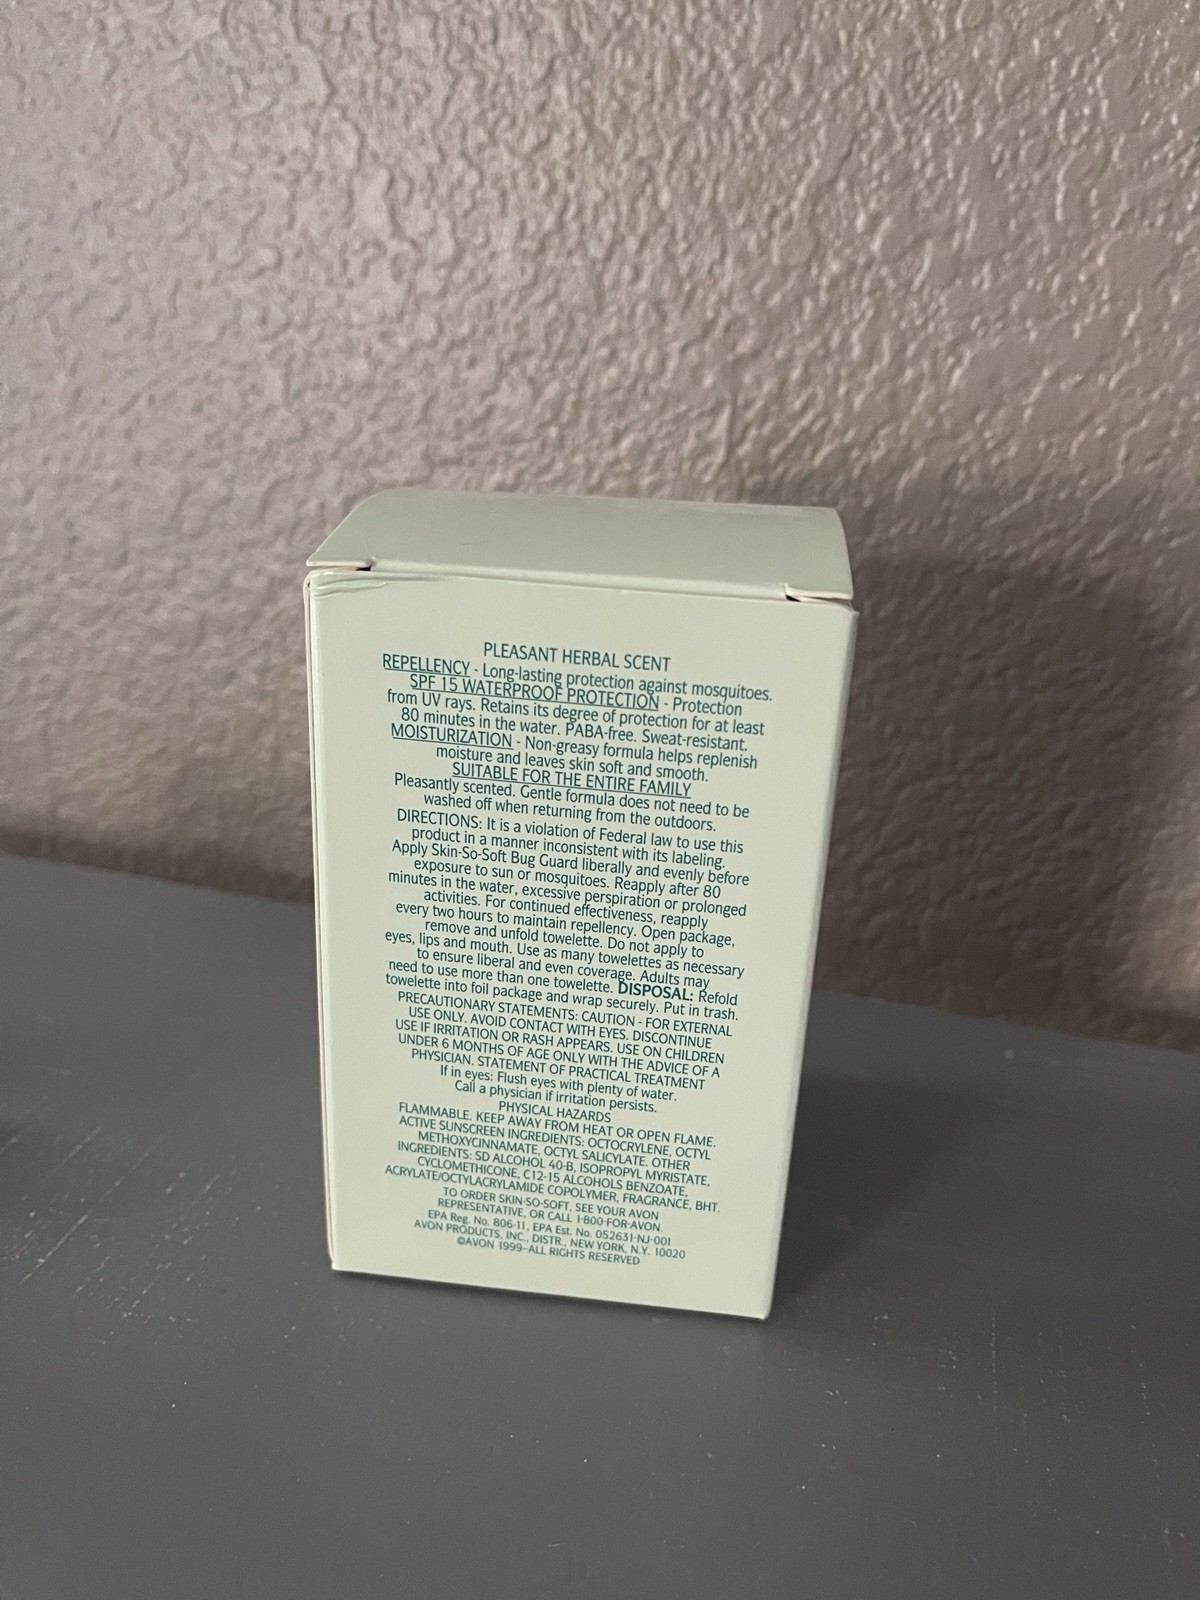 PLEASANT HERBAL SCENT
REPELLENCY - Long-lasting protection against mosquitoes.
SPF 15 WATERPROOF PROTECTION - Protection
from UV rays. Retains its degree of protection for at least
80 minutes in the water. PABA-free. Sweat-resistant.
MOISTURIZATION - Non-greasy formula helps replenish
moisture and leaves skin soft and smooth.
SUITABLE FOR THE ENTIRE FAMILY
Pleasantly scented. Gentle formula does not need to be
washed off when returning from the outdoors.
DIRECTIONS: It is a violation of Federal law to use this
product in a manner inconsistent with its labeling.
Apply Skin-So-Soft Bug Guard liberally and evenly before
exposure to sun or mosquitoes. Reapply after 80
minutes in the water, excessive perspiration or prolonged
activities. For continued effectiveness, reapply
every two hours to maintain repellency. Open package,
remove and unfold towelette. Do not apply to
eyes, lips and mouth. Use as many towelettes as necessary
to ensure liberal and even coverage. Adults may
need to use more than one towelette. DISPOSAL: Refold
towelette into foil package and wrap securely. Put in trash.
PRECAUTIONARY STATEMENTS: CAUTION - FOR EXTERNAL
USE ONLY. AVOID CONTACT WITH EYES. DISCONTINUE
USE IF IRRITATION OR RASH APPEARS. USE ON CHILDREN
UNDER 6 MONTHS OF AGE ONLY WITH THE ADVICE OF A
PHYSICIAN. STATEMENT OF PRACTICAL TREATMENT
If in eyes: Flush eyes with plenty of water.
Call a physician if irritation persists.
PHYSICAL HAZARDS
FLAMMABLE. KEEP AWAY FROM HEAT OR OPEN FLAME.
ACTIVE SUNSCREEN INGREDIENTS: OCTOCRYLENE, OCTYL
METHOXYCINNAMATE, OCTYL SALICYLATE. OTHER
INGREDIENTS: SD ALCOHOL 40-B, ISOPROPYL MYRISTATE,
CYCLOMETHICONE, C12-15 ALCOHOLS BENZOATE,
ACRYLATE/OCTYLACRYLAMIDE COPOLYMER, FRAGRANCE, BHT.
TO ORDER SKIN-SO-SOFT, SEE YOUR AVON
REPRESENTATIVE, OR CALL 1-800-FOR-AVON.
EPA Reg. No. 806-11, EPA Est. No. 052631-NJ-001
AVON PRODUCTS, INC., DISTR., NEW YORK, N.Y. 10020
©AVON 1999-ALL RIGHTS RESERVED